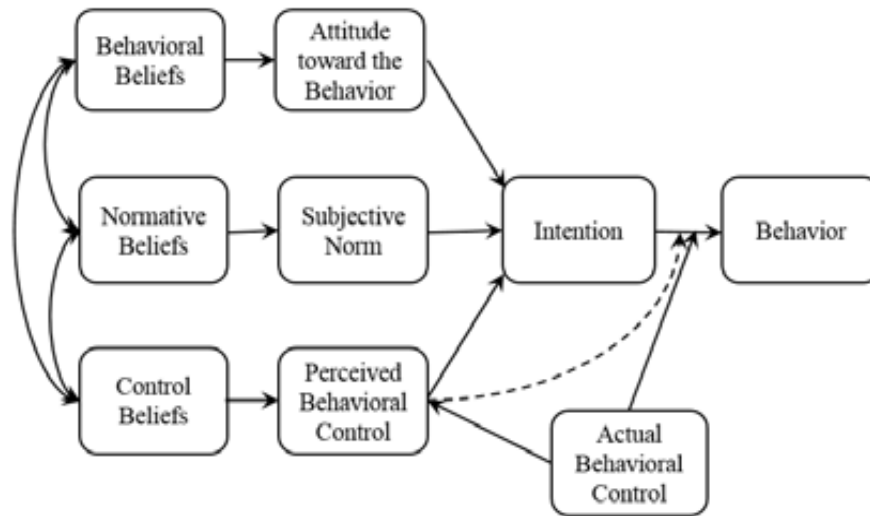 Behavioral
Beliefs
Attitude
toward the
Behavior
Normative
Beliefs
Subjective
Norm
Intention
Behavior
Control
Beliefs
Perceived
Behavioral
Control
Actual
Behavioral
Control